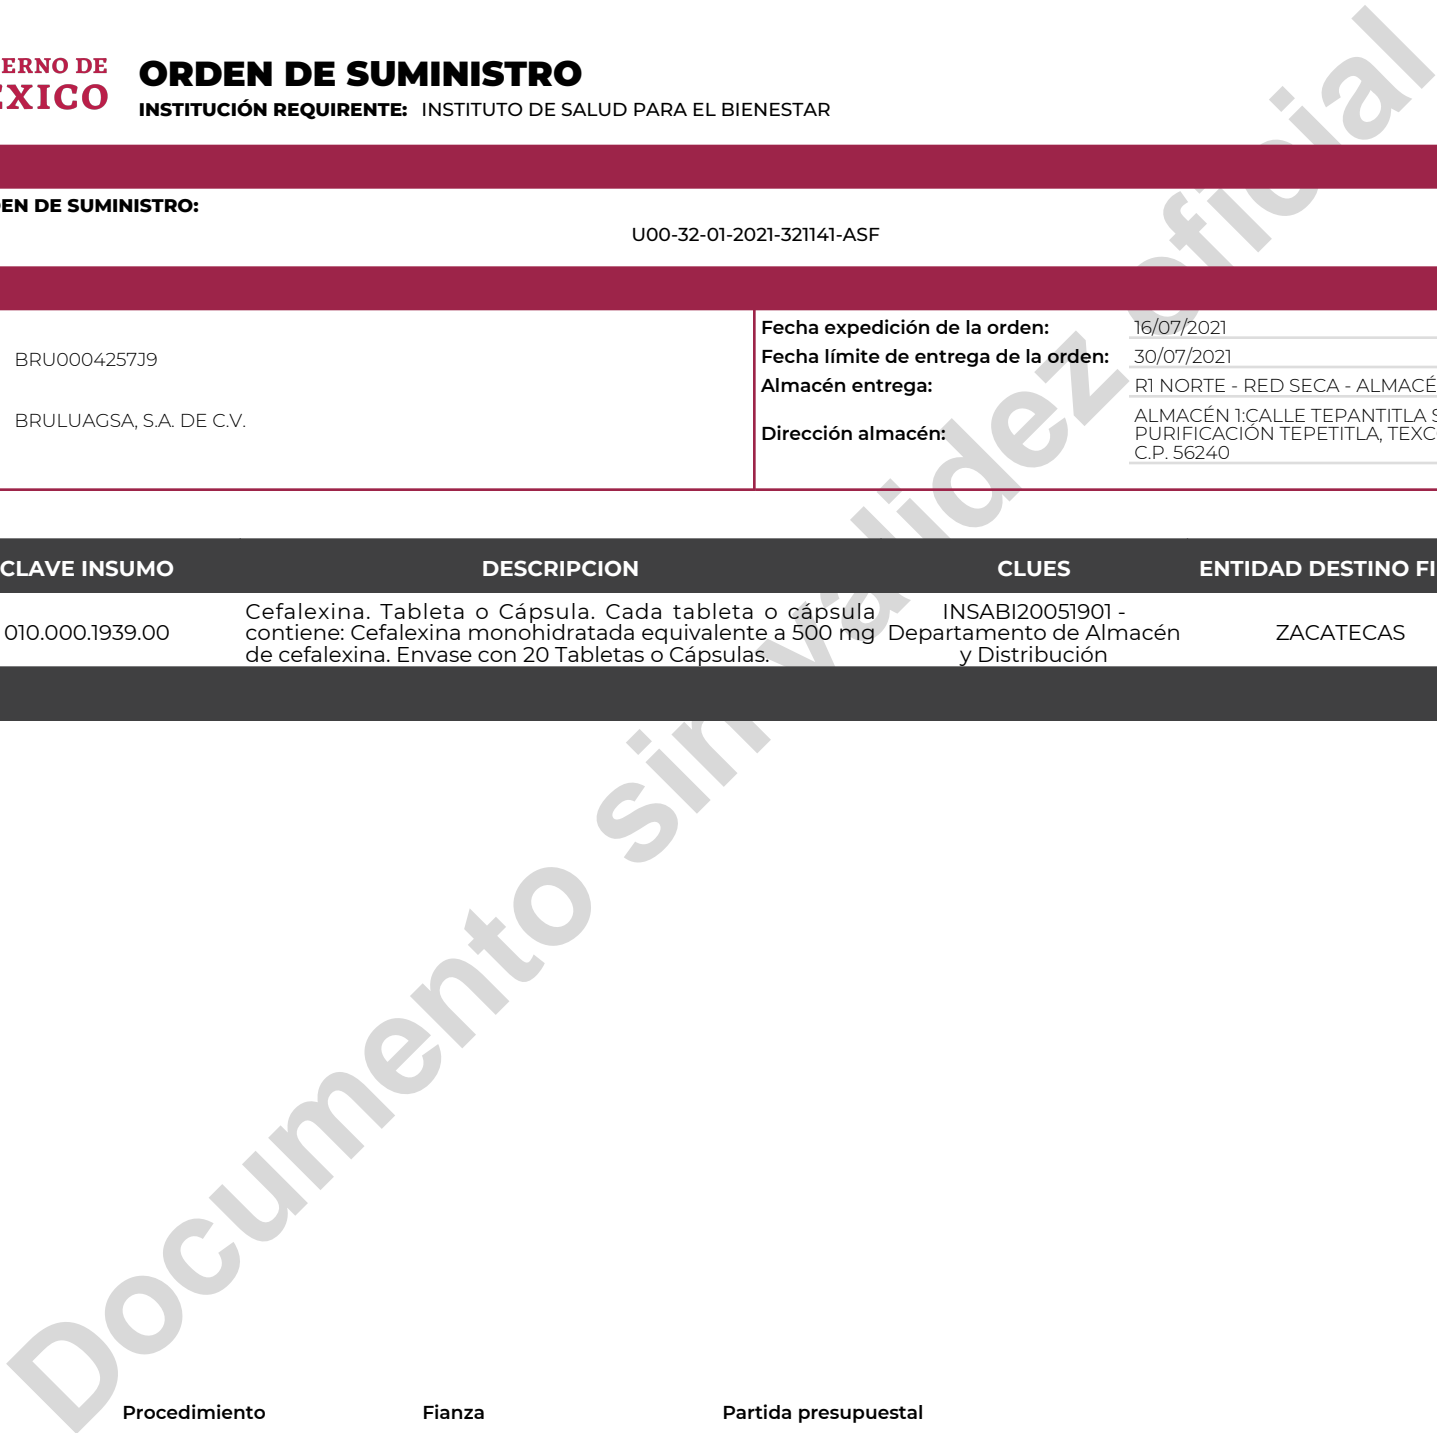 ERNO DE
EXICO
ORDEN DE SUMINISTRO
INSTITUCIÓN REQUIRENTE: INSTITUTO DE SALUD PARA EL BIENESTAR
EN DE SUMINISTRO:
U00-32-01-2021-321141-ASF
BRU0004257J9
BRULUAGSA, S.A. DE C.V.
Fecha expedición de la orden: 16/07/2021
Fecha límite de entrega de la orden: 30/07/2021
Almacén entrega: R1 NORTE - RED SECA - ALMACÉ
Dirección almacén:
ALMACÉN 1:CALLE TEPANTITLA S
PURIFICACIÓN TEPETITLA, TEXC
C.P. 56240
CLAVE INSUMO DESCRIPCION CLUES ENTIDAD DESTINO FI
010.000.1939.00
Cefalexina. Tableta o Cápsula. Cada tableta o cápsula
contiene: Cefalexina monohidratada equivalente a 500 mg
de cefalexina. Envase con 20 Tabletas o Cápsulas.
INSABI20051901 -
Departamento de Almacén
y Distribución
ZACATECAS
Documento sin validez oficial
Procedimiento Fianza Partida presupuestal